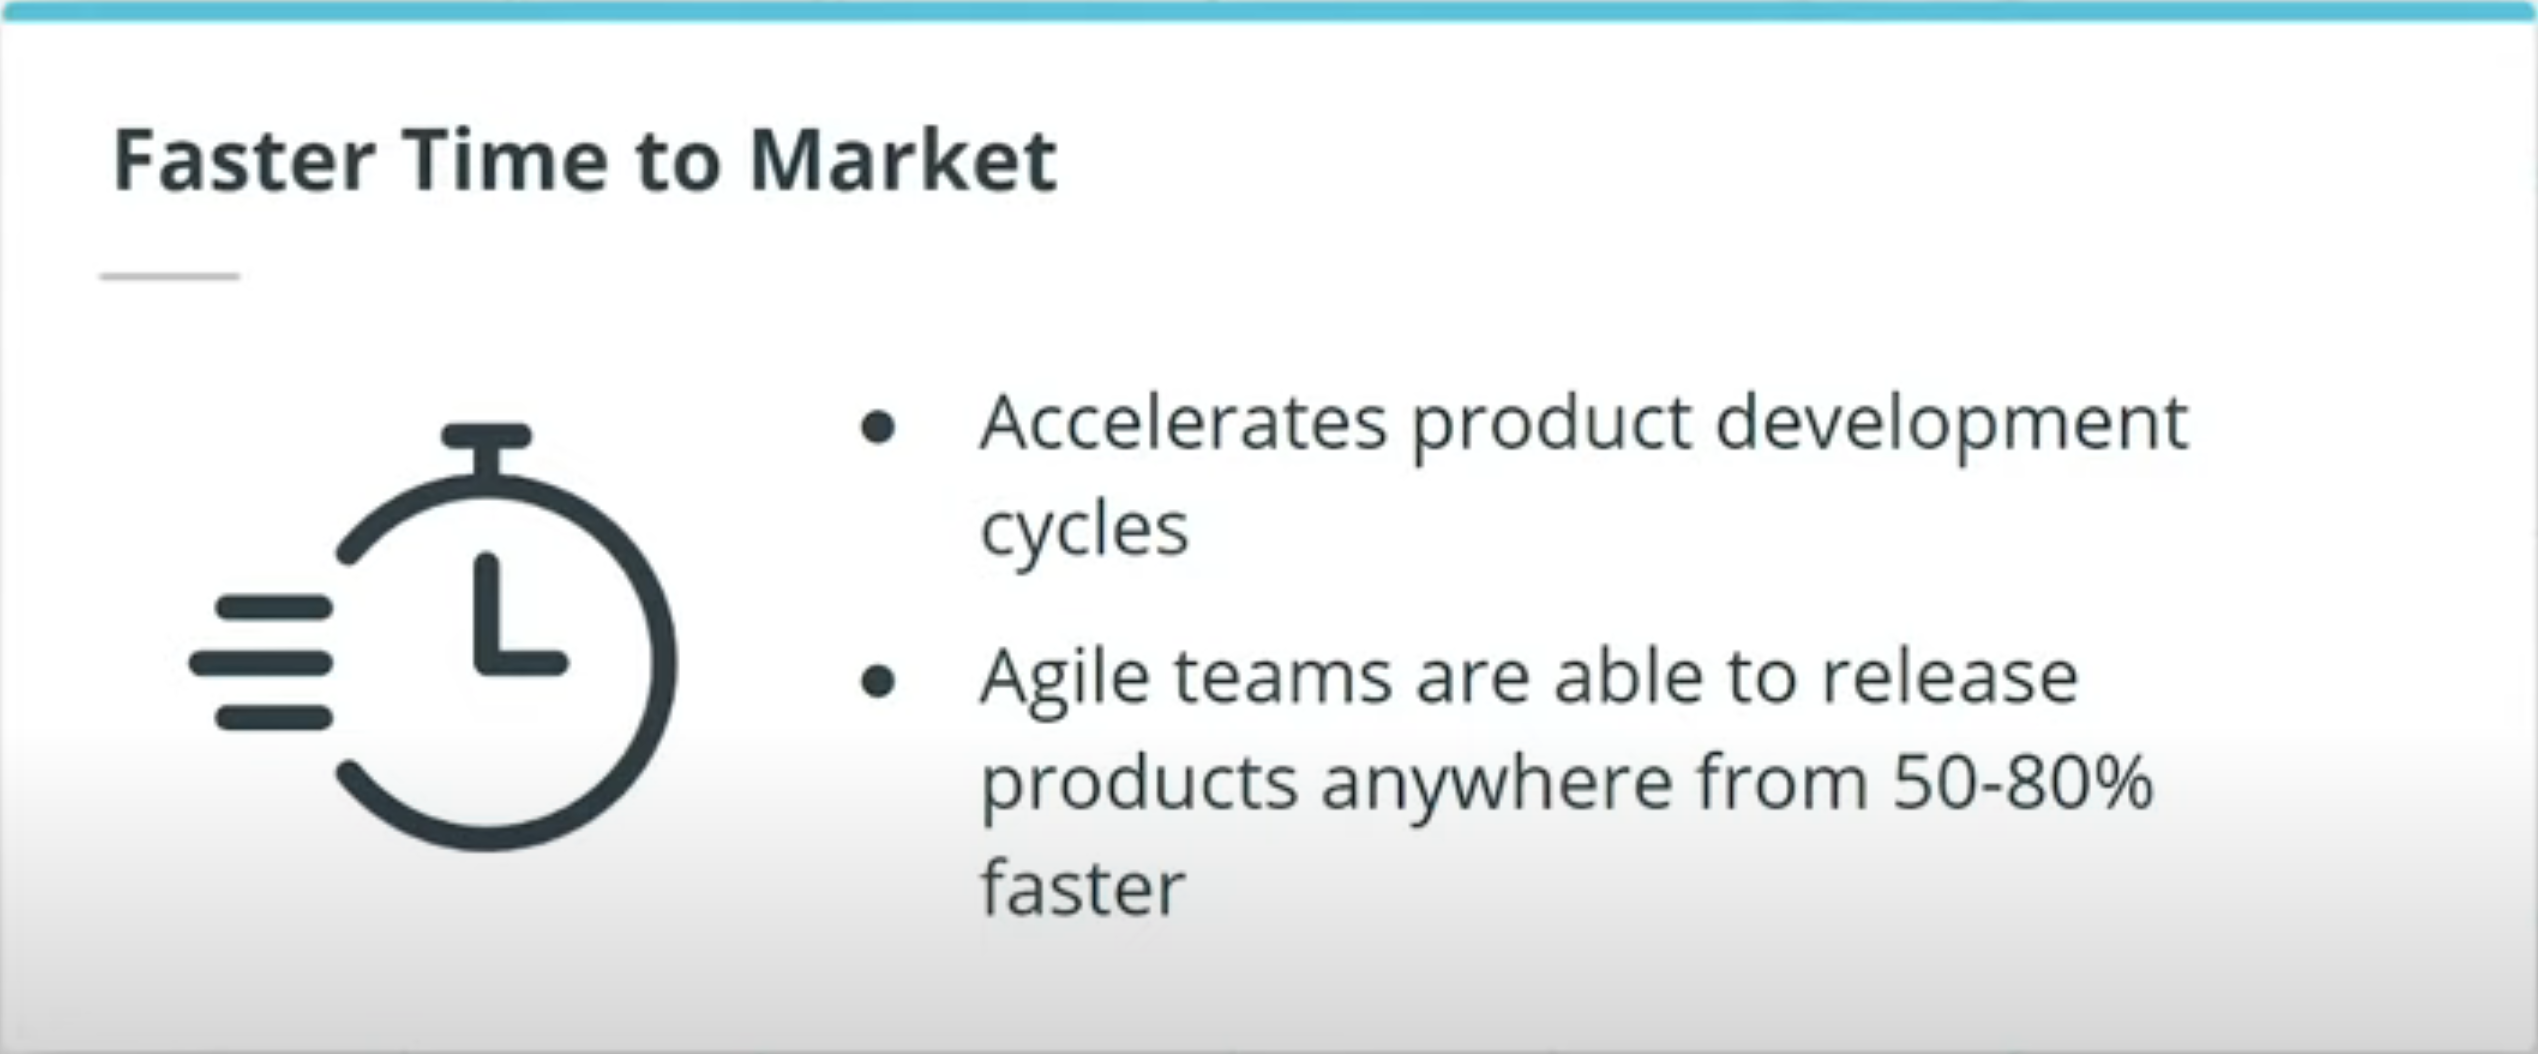 Faster Time to Market
• Accelerates product development
cycles
• Agile teams are able to release
products anywhere from 50-80%
faster